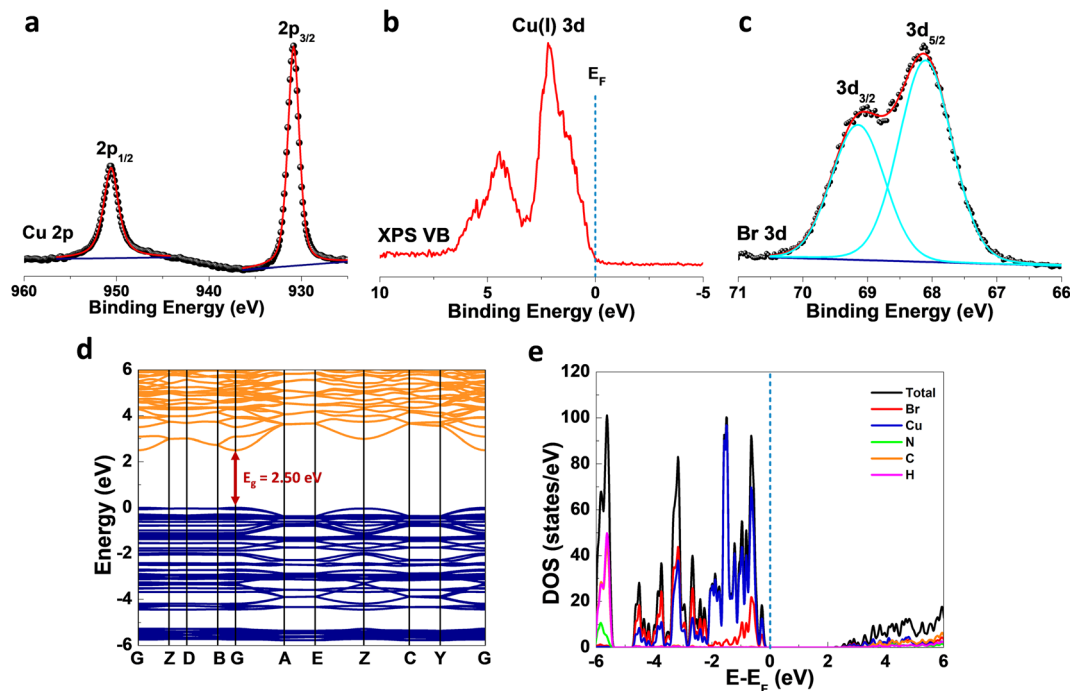 a
2p3/2
2p1/2
Cu 2p
960 950 940 930
Binding Energy (eV)
b
Cu(I) 3d
EF
XPS VB
10 5 0 -5
Binding Energy (eV)
c
3d5/2
3d3/2
Br 3d
71 70 69 68 67 66
Binding Energy (eV)
d
6
4
2
0
-2
-4
-6
Energy (eV)
Eg = 2.50 eV
G Z D B G A E Z C Y G
e
120
100
80
60
40
20
0
DOS (states/eV)
Total
Br
Cu
N
C
H
-6 -4 -2 0 2 4 6
E-EF (eV)